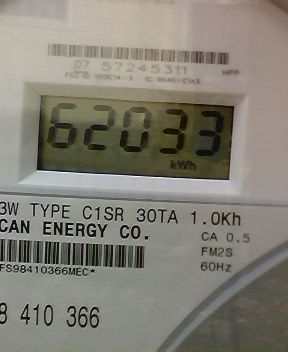 07 57245311
62033
kWh
3W TYPE C1SR 30TA 1.0Kh
CAN ENERGY CO.
CA 0.5
FM2S
60Hz
FS98410366MEC*
8 410 366